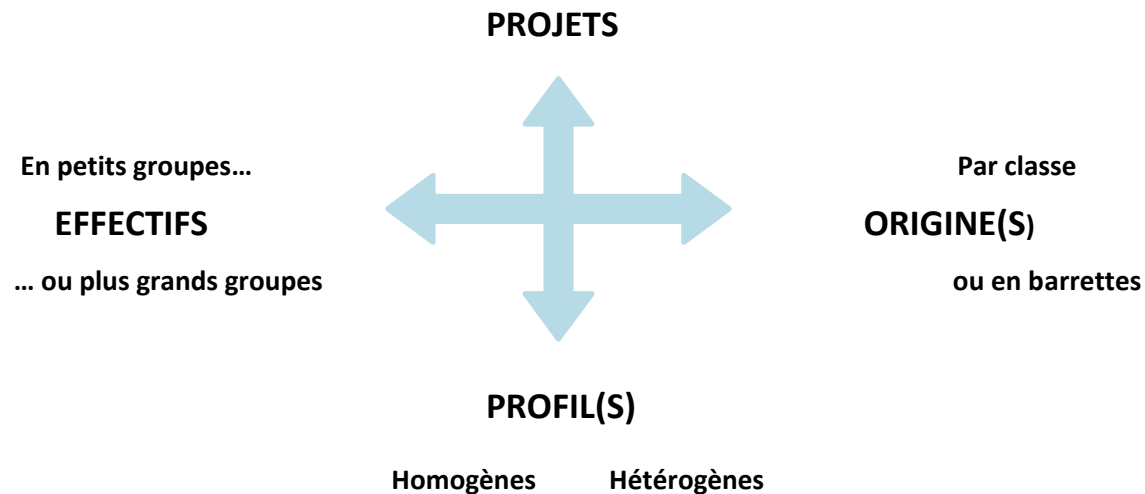 PROJETS
En petits groupes…
Par classe
EFFECTIFS
ORIGINE(S)
… ou plus grands groupes
ou en barrettes
PROFIL(S)
Homogènes Hétérogènes